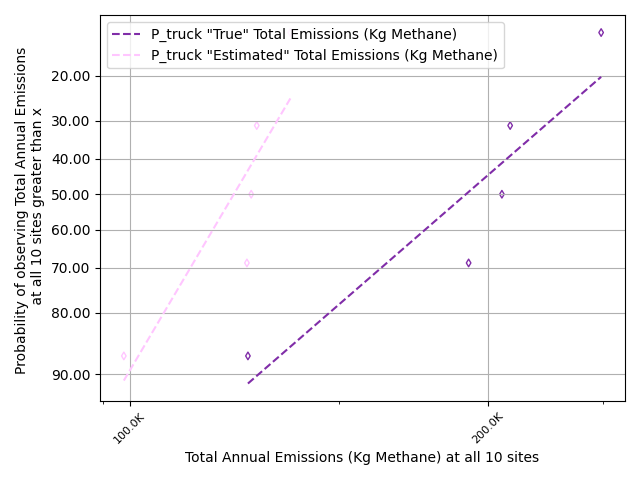 P_truck "True" Total Emissions (Kg Methane)
P_truck "Estimated" Total Emissions (Kg Methane)
Probability of observing Total Annual Emissions
at all 10 sites greater than x
20.00
30.00
40.00
50.00
60.00
70.00
80.00
90.00
100.0K
200.0K
Total Annual Emissions (Kg Methane) at all 10 sites